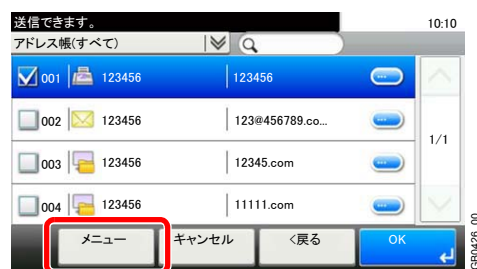 送信できます。 10:10
アドレス帳(すべて)
001 123456 123456
002 123456 123@456789.co...
003 123456 12345.com
004 123456 11111.com
1/1
メニュー キャンセル <戻る OK
GB0426_00